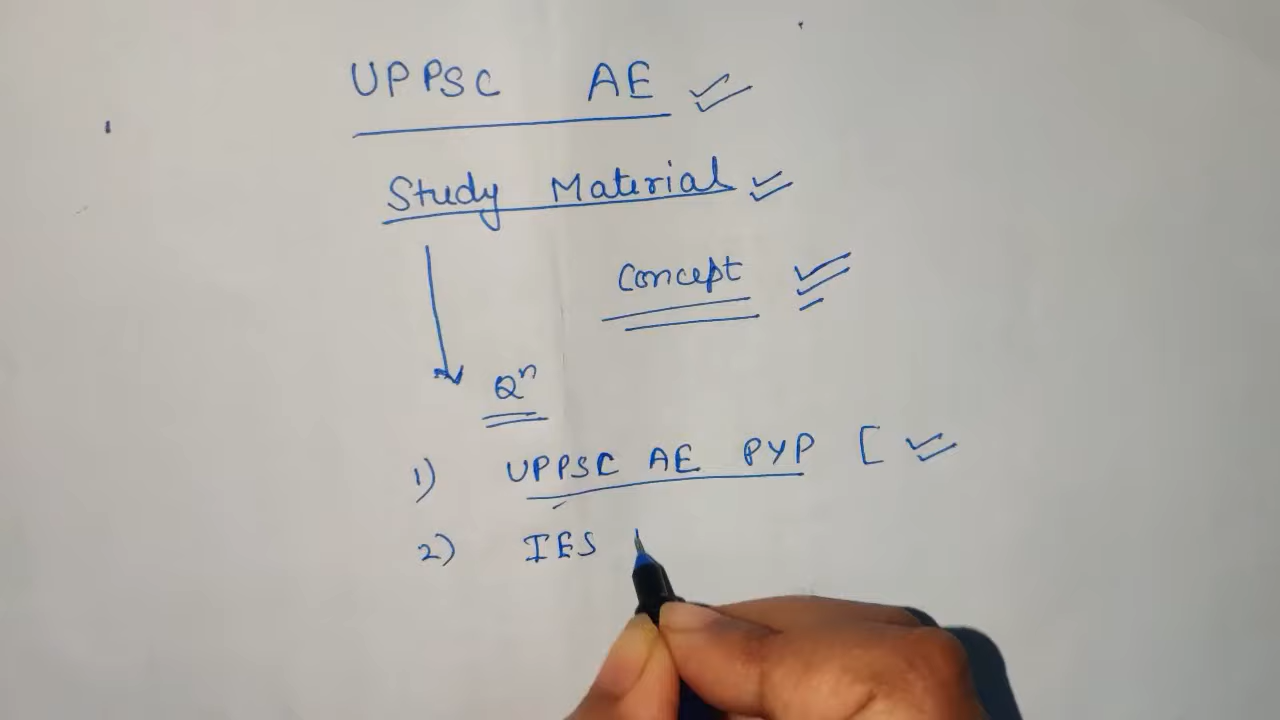 UPPSC AE
Study Material
Concept
Qn
1) UPPSC AE PYP [
2) IES